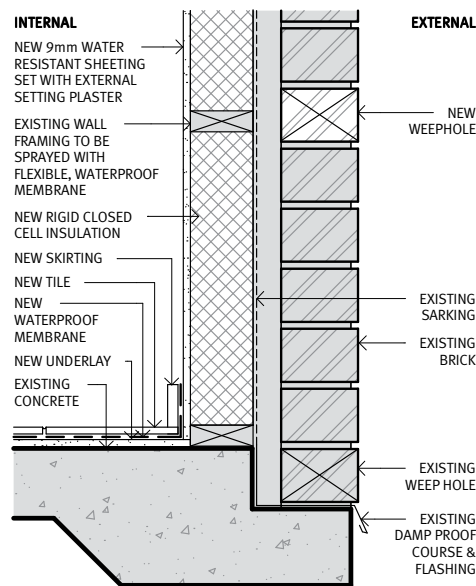 INTERNAL
NEW 9mm WATER
RESISTANT SHEETING
SET WITH EXTERNAL
SETTING PLASTER
EXISTING WALL
FRAMING TO BE
SPRAYED WITH
FLEXIBLE, WATERPROOF
MEMBRANE
NEW RIGID CLOSED
CELL INSULATION
NEW SKIRTING
NEW TILE
NEW
WATERPROOF
MEMBRANE
NEW UNDERLAY
EXISTING
CONCRETE
EXTERNAL
NEW
WEEPHOLE
EXISTING
SARKING
EXISTING
BRICK
EXISTING
WEEP HOLE
EXISTING
DAMP PROOF
COURSE &
FLASHING